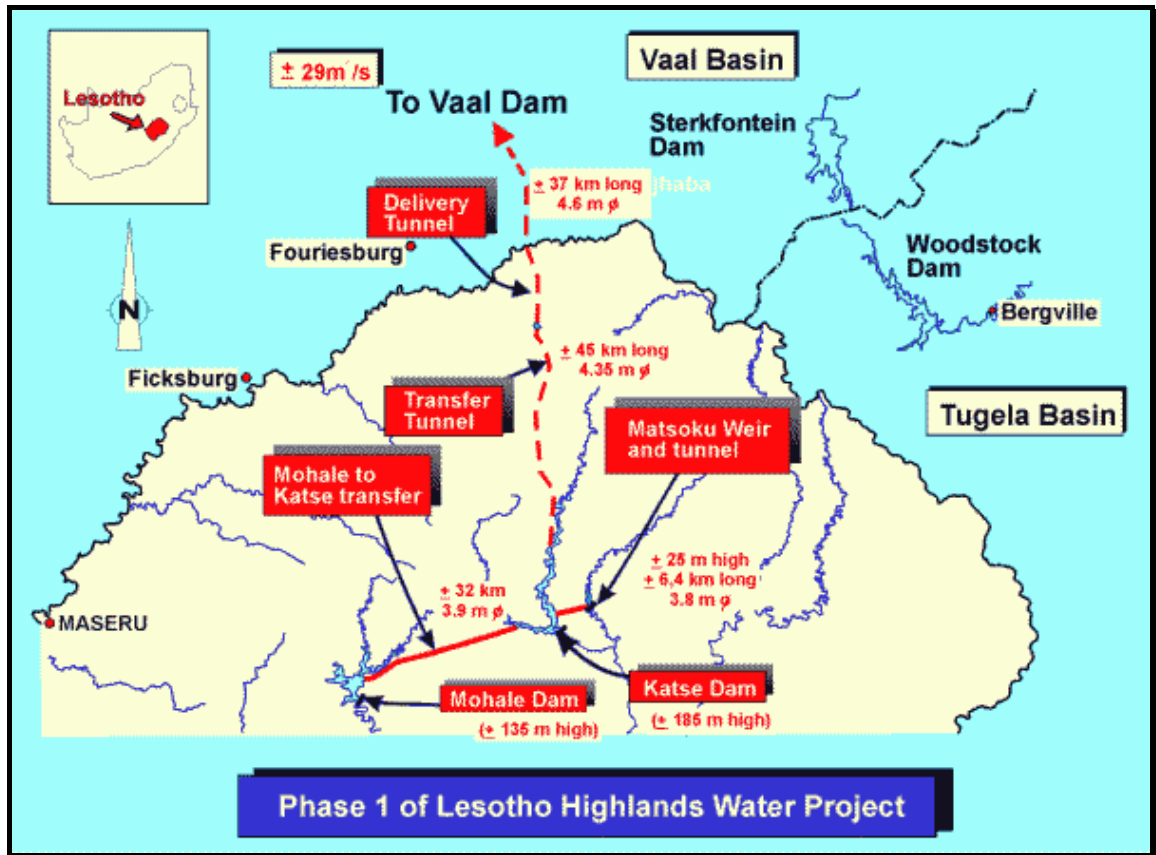 Lesotho
± 29m³/s
To Vaal Dam
Vaal Basin
Sterkfontein
Dam
± 37 km long
4.6 m ø
jhaba
Delivery
Tunnel
Fouriesburg
Woodstock
Dam
Bergville
N
± 45 km long
4.35 m ø
Ficksburg
Transfer
Tunnel
Matsoku Weir
and tunnel
Tugela Basin
Mohale to
Katse transfer
± 25 m high
± 6,4 km long
3.8 m ø
± 32 km
3.9 m ø
MASERU
Mohale Dam
(± 135 m high)
Katse Dam
(± 185 m high)
Phase 1 of Lesotho Highlands Water Project